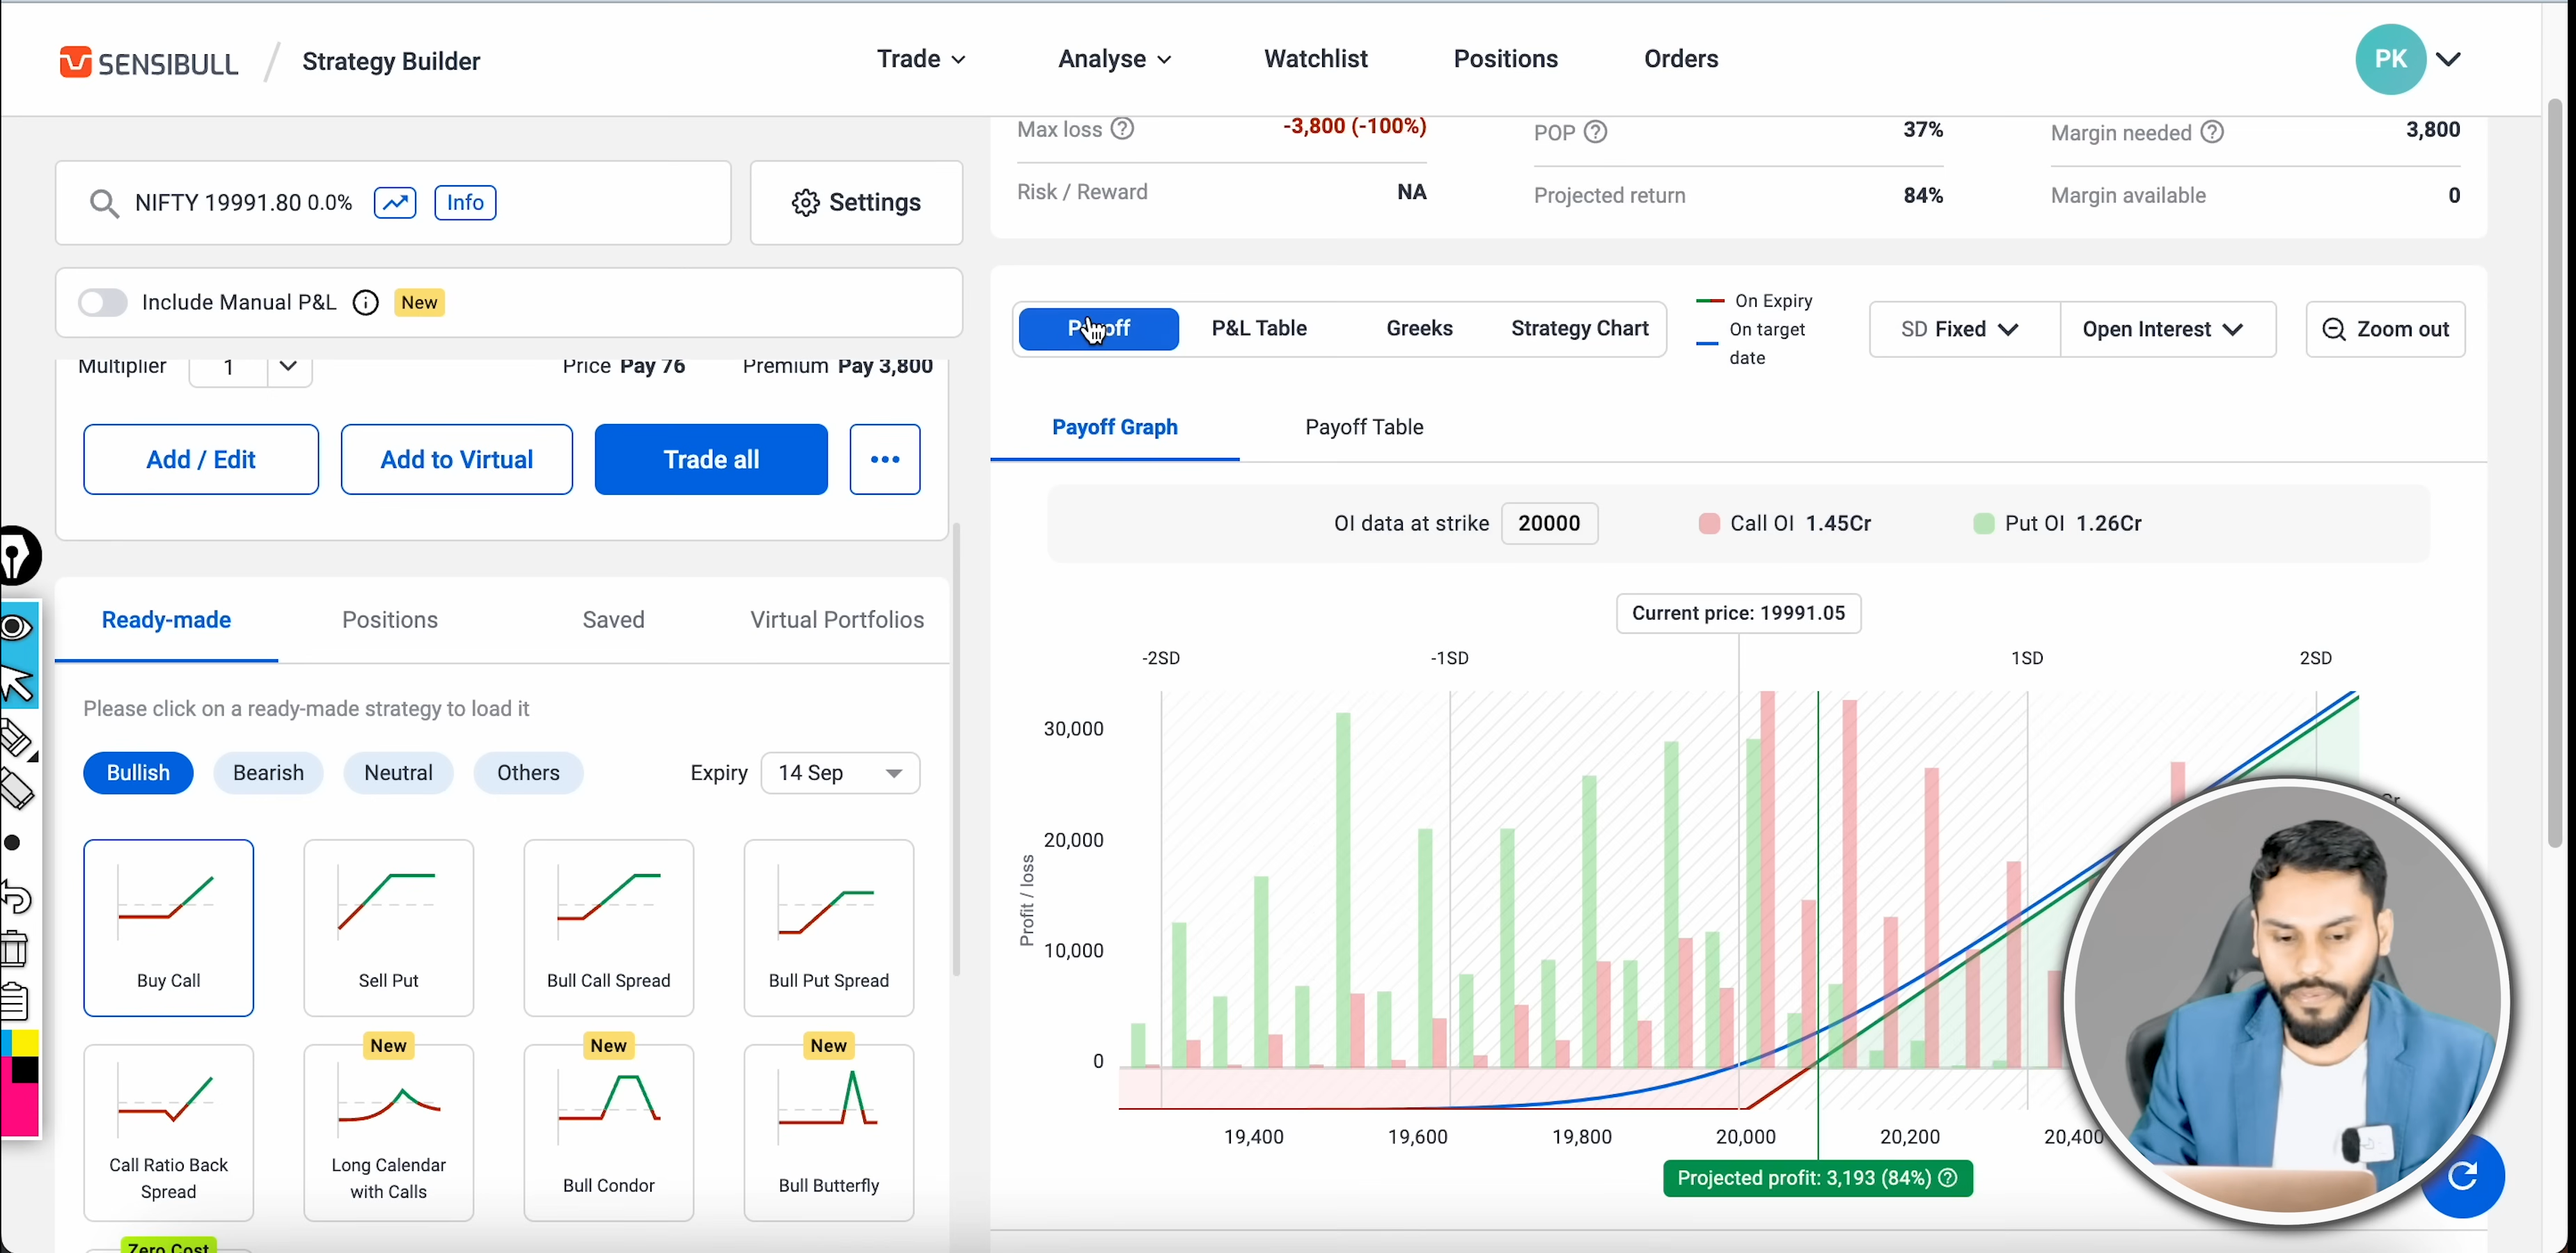 SENSIBULL / Strategy Builder
Trade
Analyse
Watchlist
Positions
Orders
PK
Max loss ? -3,800 (-100%)
POP ? 37%
Margin needed ? 3,800
Risk / Reward NA
Projected return 84%
Margin available 0
NIFTY 19991.80 0.0% Info
Settings
Include Manual P&L i New
Multiplier 1 Price Pay 76 Premium Pay 3,800
Add / Edit
Add to Virtual
Trade all
...
Ready-made
Positions
Saved
Virtual Portfolios
Please click on a ready-made strategy to load it
Bullish
Bearish
Neutral
Others
Expiry 14 Sep
Buy Call
Sell Put
Bull Call Spread
Bull Put Spread
New
New
New
Call Ratio Back
Spread
Long Calendar
with Calls
Bull Condor
Bull Butterfly
Zero Cost
Payoff
P&L Table
Greeks
Strategy Chart
On Expiry
On target
date
SD Fixed
Open Interest
Zoom out
Payoff Graph
Payoff Table
OI data at strike 20000
Call OI 1.45Cr
Put OI 1.26Cr
Current price: 19991.05
-2SD
-1SD
1SD
2SD
Profit / loss
30,000
20,000
10,000
0
19,400
19,600
19,800
20,000
20,200
20,400
Projected profit: 3,193 (84%) ?